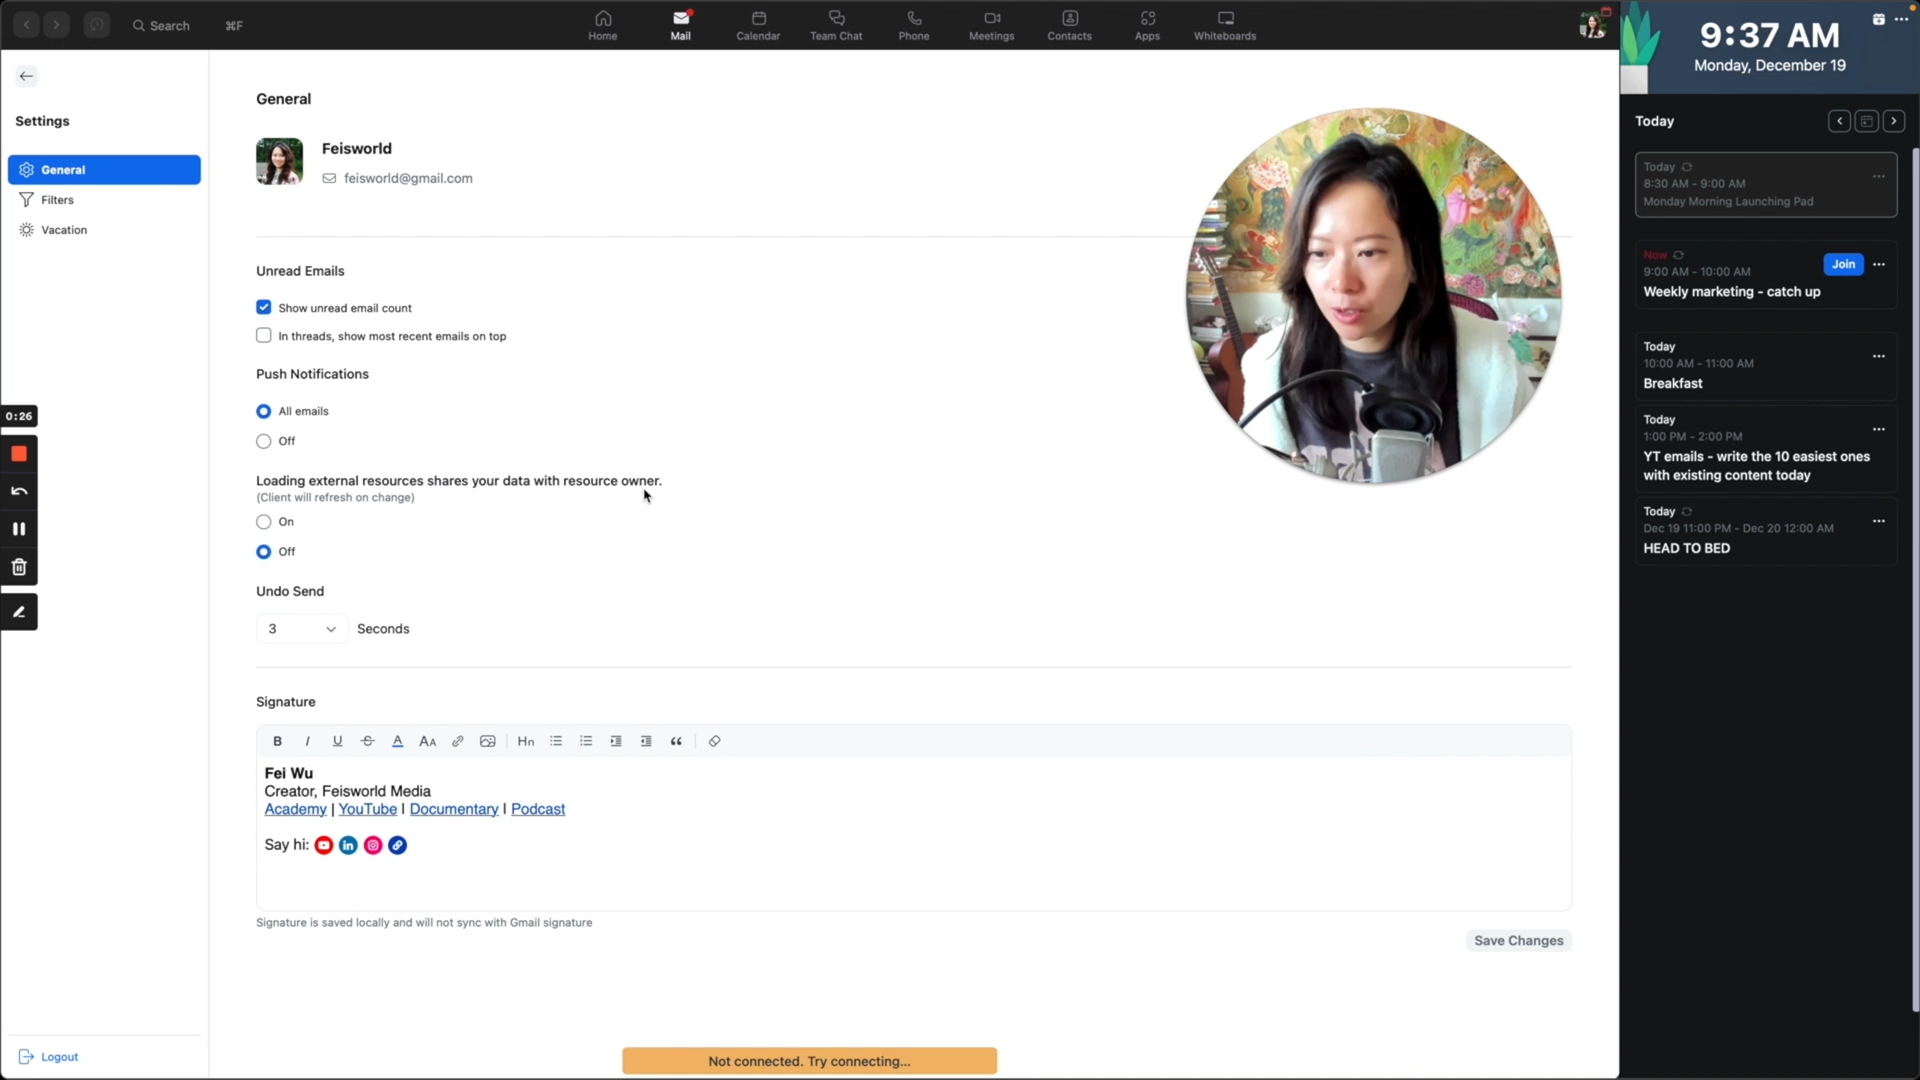 Search
⌘F
Home
Mail
Calendar
Team Chat
Phone
Meetings
Contacts
Apps
Whiteboards
9:37 AM
Monday, December 19
Settings
General
Filters
Vacation
0:26
Logout
General
Feisworld
feisworld@gmail.com
Unread Emails
Show unread email count
In threads, show most recent emails on top
Push Notifications
All emails
Off
Loading external resources shares your data with resource owner.
(Client will refresh on change)
On
Off
Undo Send
3
Seconds
Signature
B I U S A AA Hn
Fei Wu
Creator, Feisworld Media
Academy | YouTube | Documentary | Podcast
Say hi: in
Signature is saved locally and will not sync with Gmail signature
Save Changes
Not connected. Try connecting...
Today
Today
8:30 AM - 9:00 AM
Monday Morning Launching Pad
Now
9:00 AM - 10:00 AM
Join
Weekly marketing - catch up
Today
10:00 AM - 11:00 AM
Breakfast
Today
1:00 PM - 2:00 PM
YT emails - write the 10 easiest ones
with existing content today
Today
Dec 19 11:00 PM - Dec 20 12:00 AM
HEAD TO BED